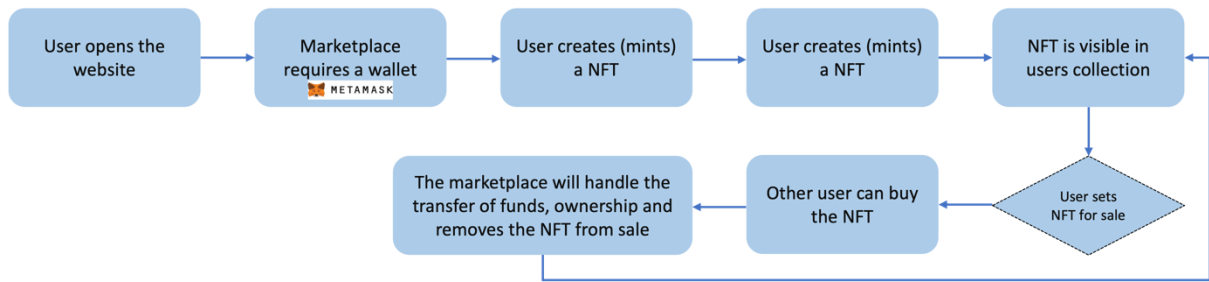 User opens the
website
Marketplace
requires a wallet
METAMASK
User creates (mints)
a NFT
User creates (mints)
a NFT
NFT is visible in
users collection
User sets
NFT for sale
Other user can buy
the NFT
The marketplace will handle the
transfer of funds, ownership and
removes the NFT from sale